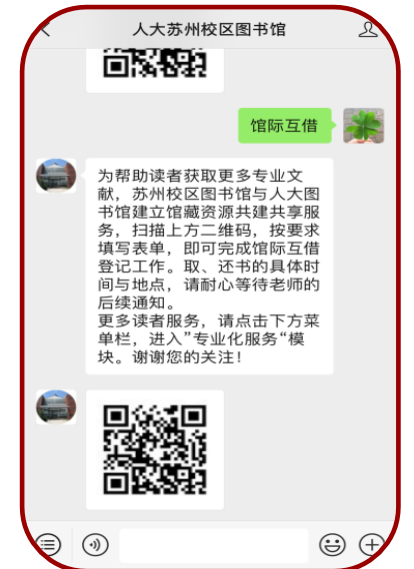 人大苏州校区图书馆
馆际互借
为帮助读者获取更多专业文
献，苏州校区图书馆与人大图
书馆建立馆藏资源共建共享服
务，扫描上方二维码，按要求
填写表单，即可完成馆际互借
登记工作。取、还书的具体时
间与地点，请耐心等待老师的
后续通知。
更多读者服务，请点击下方菜
单栏，进入”专业化服务“模
块。谢谢您的关注！